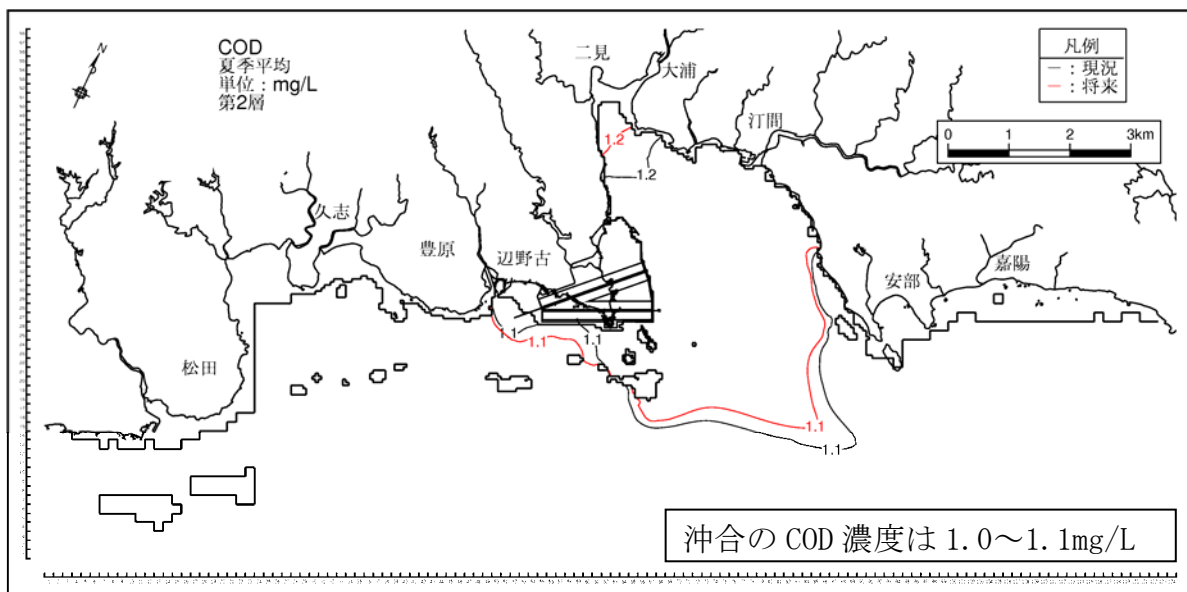 COD
夏季平均
単位：mg/L
第2層
N
凡例
－：現況
－：将来
0 1 2 3km
二見
大浦
汀間
1.2
1.2
久志
豊原
辺野古
安部
嘉陽
松田
1.1
1.1
1.1
1.1
1.1
沖合の COD 濃度は 1.0～1.1mg/L